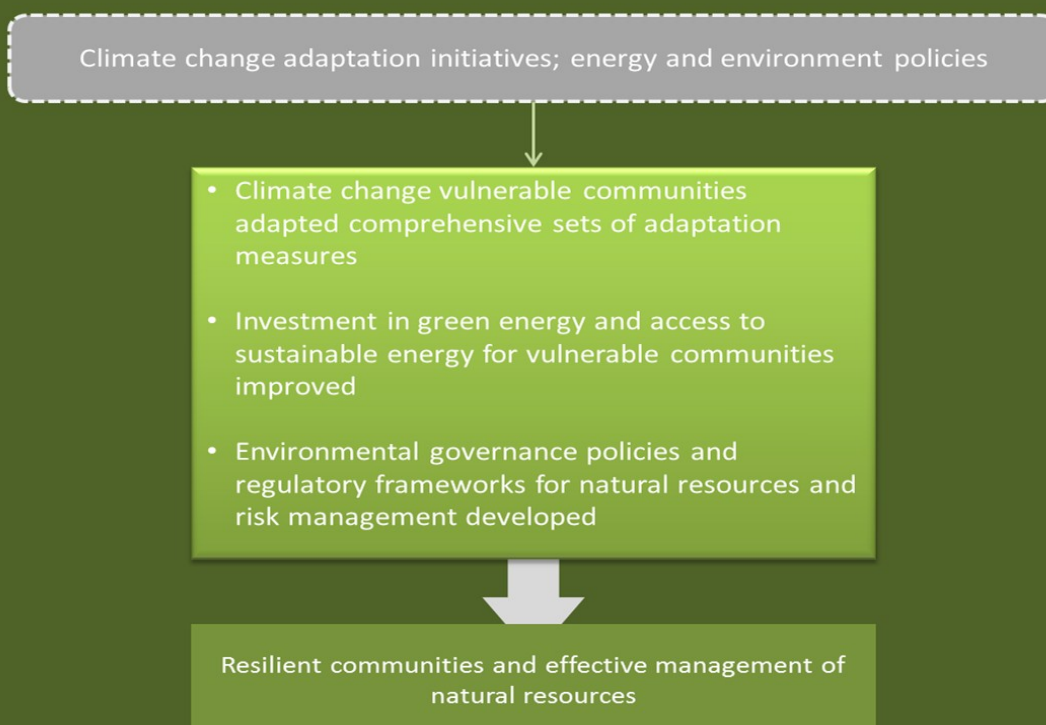 Climate change adaptation initiatives; energy and environment policies
• Climate change vulnerable communities
adapted comprehensive sets of adaptation
measures
• Investment in green energy and access to
sustainable energy for vulnerable communities
improved
• Environmental governance policies and
regulatory frameworks for natural resources and
risk management developed
Resilient communities and effective management of
natural resources